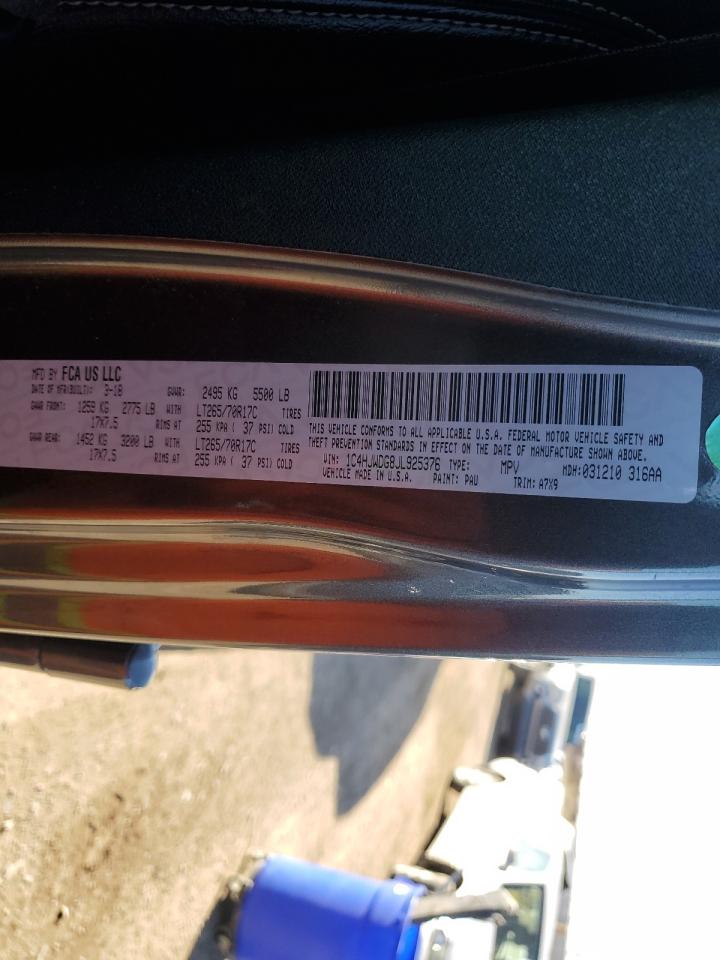 MFD BY FCA US LLC
DATE OF MFR(BUILT): 3-18 GVWR: 2495 KG 5500 LB
GAWR FRONT: 1259 KG 2775 LB WITH LT265/70R17C TIRES
17X7.5 RIMS AT 255 KPA ( 37 PSI) COLD
GAWR REAR: 1452 KG 3200 LB WITH LT265/70R17C TIRES
17X7.5 RIMS AT 255 KPA ( 37 PSI) COLD
THIS VEHICLE CONFORMS TO ALL APPLICABLE U.S.A. FEDERAL MOTOR VEHICLE SAFETY AND
THEFT PREVENTION STANDARDS IN EFFECT ON THE DATE OF MANUFACTURE SHOWN ABOVE.
VIN: 1C4HJWDG8JL925376 TYPE: MPV MDH: 031210 316AA
VEHICLE MADE IN U.S.A. PAINT: PAU TRIM: A7X9